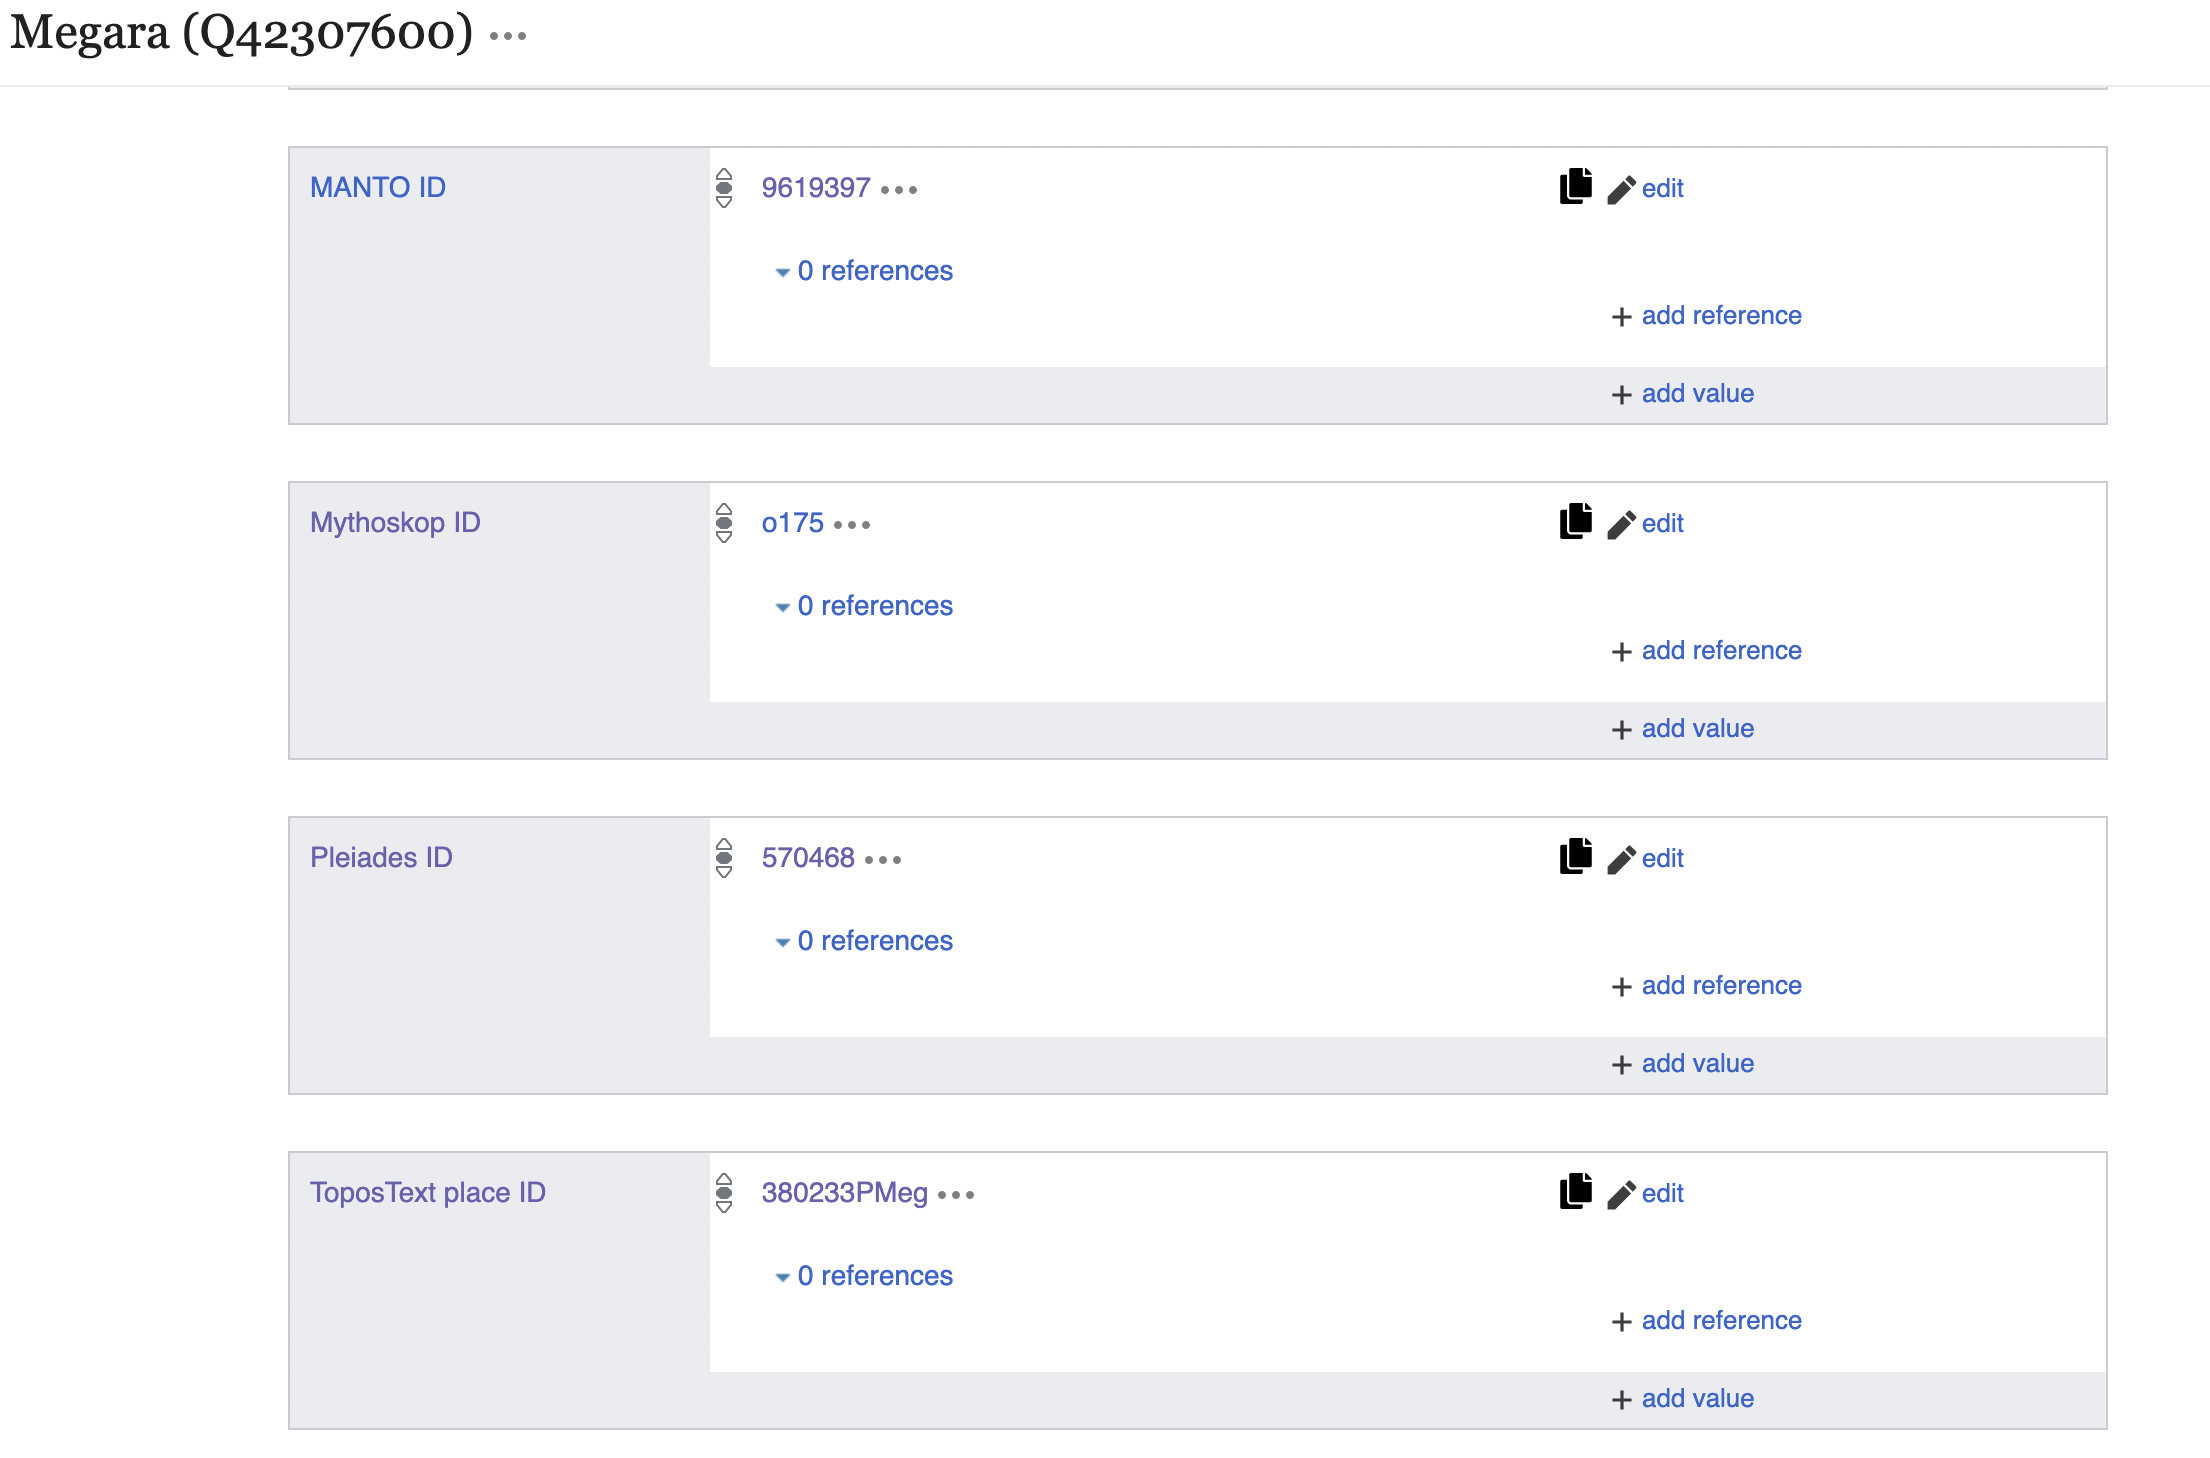 Megara (Q42307600)
MANTO ID
9619397
edit
0 references
+ add reference
+ add value
Mythoskop ID
o175
edit
0 references
+ add reference
+ add value
Pleiades ID
570468
edit
0 references
+ add reference
+ add value
ToposText place ID
380233PMeg
edit
0 references
+ add reference
+ add value